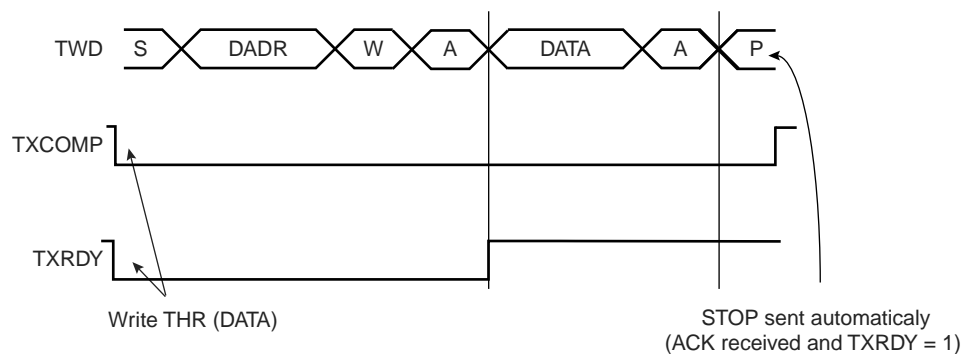 TWD S DADR W A DATA A P
TXCOMP
TXRDY
Write THR (DATA)
STOP sent automaticaly
(ACK received and TXRDY = 1)